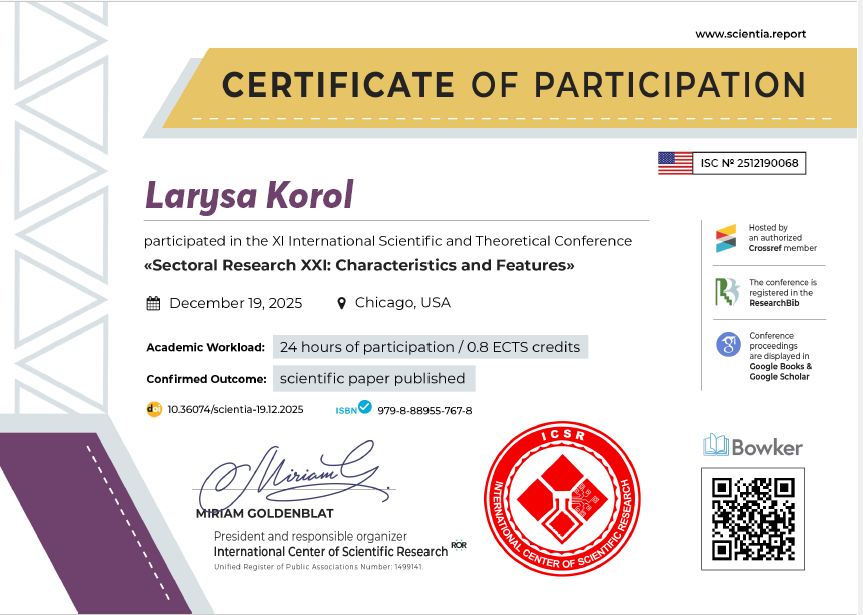 www.scientia.report
CERTIFICATE OF PARTICIPATION
ISC № 2512190068
Larysa Korol
participated in the XI International Scientific and Theoretical Conference
«Sectoral Research XXI: Characteristics and Features»
December 19, 2025
Chicago, USA
Academic Workload: 24 hours of participation / 0.8 ECTS credits
Confirmed Outcome: scientific paper published
doi 10.36074/scientia-19.12.2025
ISBN 979-8-88955-767-8
Hosted by
an authorized
Crossref member
The conference is
registered in the
ResearchBib
Conference
proceedings
are displayed in
Google Books &
Google Scholar
Miriam G.
MIRIAM GOLDENBLAT
President and responsible organizer
International Center of Scientific Research ROR
Unified Register of Public Associations Number: 1499141.
ICSR
INTERNATIONAL CENTER OF SCIENTIFIC RESEARCH
Bowker